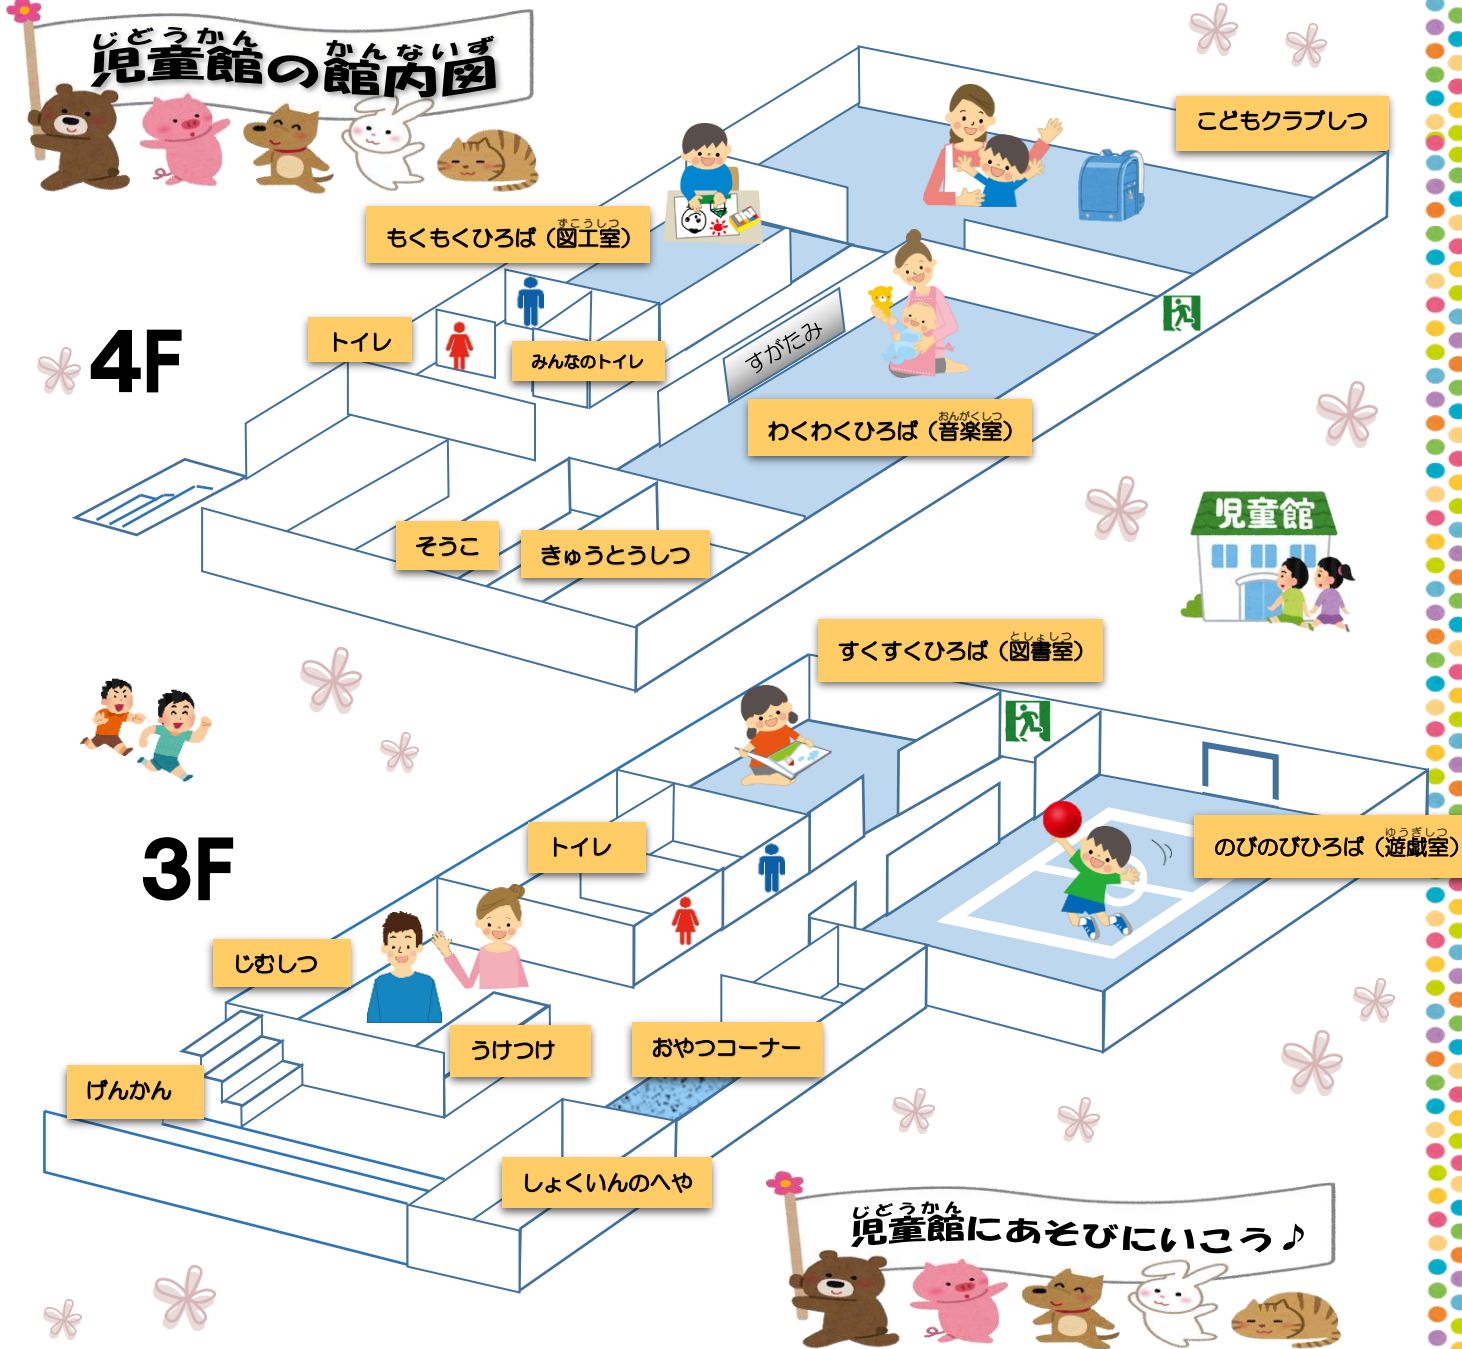 じどうかん かんないず
児童館の館内図
こどもクラブしつ
ずこうしつ
もくもくひろば（図工室）
トイレ
みんなのトイレ
4F
すがたみ
おんがくしつ
わくわくひろば（音楽室）
そうこ
きゅうとうしつ
児童館
としょしつ
すくすくひろば（図書室）
ゆうぎしつ
のびのびひろば（遊戯室）
トイレ
3F
じむしつ
うけつけ
おやつコーナー
げんかん
しょくいんのへや
じどうかん
児童館にあそびにいこう♪